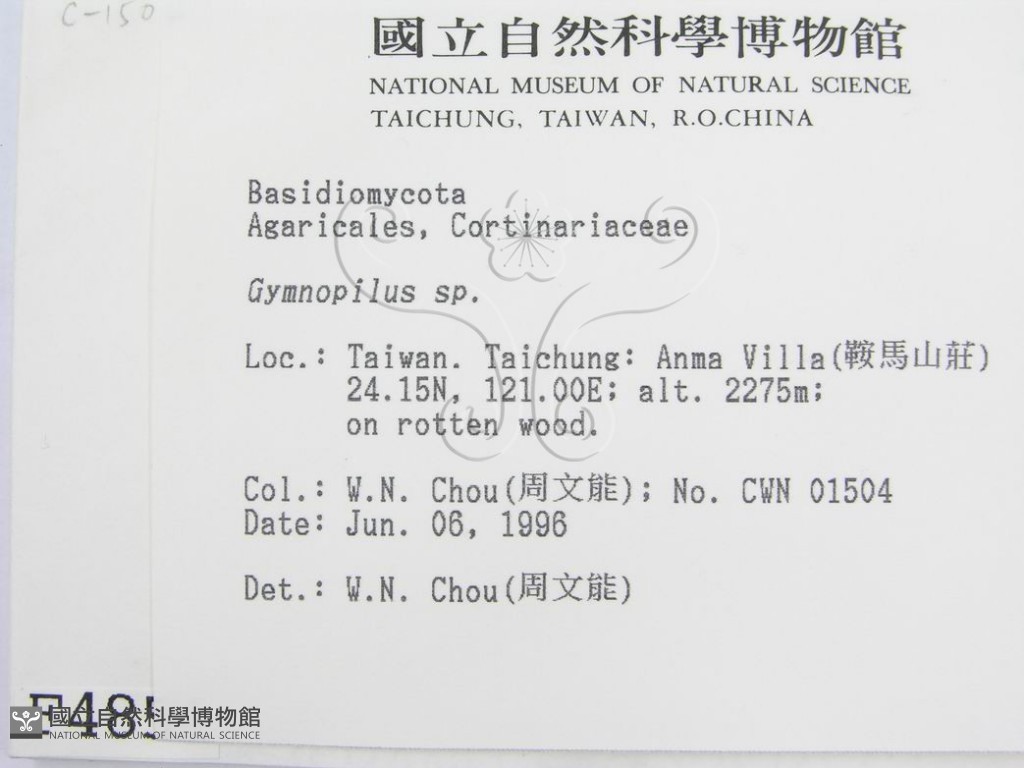 C-150
國立自然科學博物館
NATIONAL MUSEUM OF NATURAL SCIENCE
TAICHUNG, TAIWAN, R.O.CHINA
Basidiomycota
Agaricales, Cortinariaceae
Gymnopilus sp.
Loc.: Taiwan. Taichung: Anma Villa(鞍馬山莊)
24.15N, 121.00E; alt. 2275m;
on rotten wood.
Col.: W.N. Chou(周文能); No. CWN 01504
Date: Jun. 06, 1996
Det.: W.N. Chou(周文能)
國立自然科學博物館
NATIONAL MUSEUM OF NATURAL SCIENCE